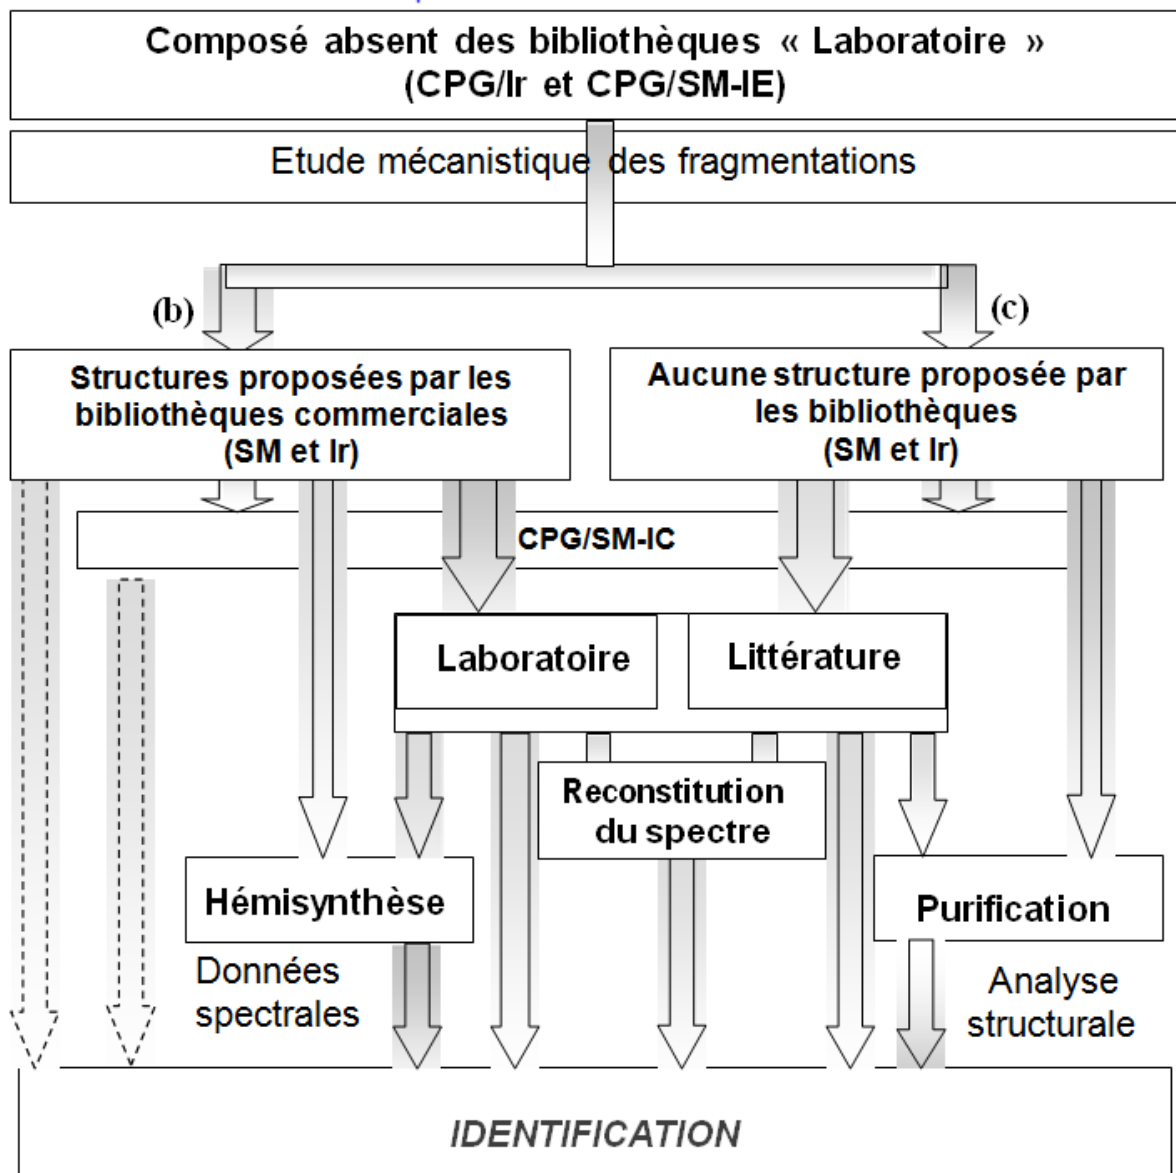 Composé absent des bibliothèques « Laboratoire »
(CPG/Ir et CPG/SM-IE)
Etude mécanistique des fragmentations
(b)
(c)
Structures proposées par les
bibliothèques commerciales
(SM et Ir)
Aucune structure proposée par
les bibliothèques
(SM et Ir)
CPG/SM-IC
Laboratoire
Littérature
Reconstitution
du spectre
Hémisynthèse
Purification
Données
spectrales
Analyse
structurale
IDENTIFICATION